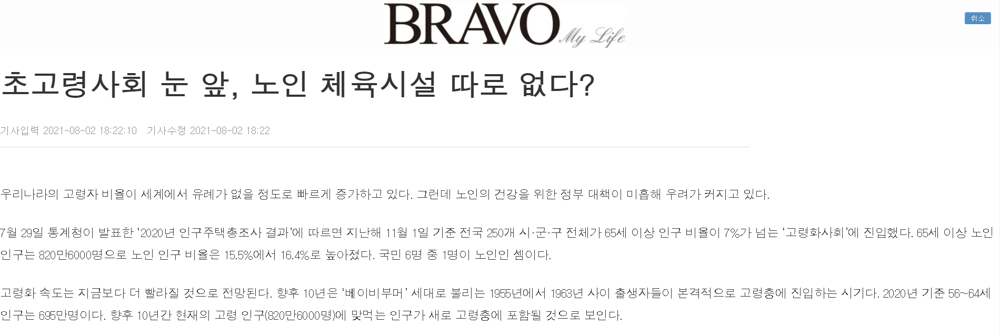 BRAVO My Life
취소
초고령사회 눈 앞, 노인 체육시설 따로 없다?
기사입력 2021-08-02 18:22:10 기사수정 2021-08-02 18:22
우리나라의 고령자 비율이 세계에서 유례가 없을 정도로 빠르게 증가하고 있다. 그런데 노인의 건강을 위한 정부 대책이 미흡해 우려가 커지고 있다.
7월 29일 통계청이 발표한 ‘2020년 인구주택총조사 결과’에 따르면 지난해 11월 1일 기준 전국 250개 시·군·구 전체가 65세 이상 인구 비율이 7%가 넘는 ‘고령화사회’에 진입했다. 65세 이상 노인
인구는 820만6000명으로 노인 인구 비율은 15.5%에서 16.4%로 높아졌다. 국민 6명 중 1명이 노인인 셈이다.
고령화 속도는 지금보다 더 빨라질 것으로 전망된다. 향후 10년은 ‘베이비부머’ 세대로 불리는 1955년에서 1963년 사이 출생자들이 본격적으로 고령층에 진입하는 시기다. 2020년 기준 56~64세
인구는 695만명이다. 향후 10년간 현재의 고령 인구(820만6000명)에 맞먹는 인구가 새로 고령층에 포함될 것으로 보인다.